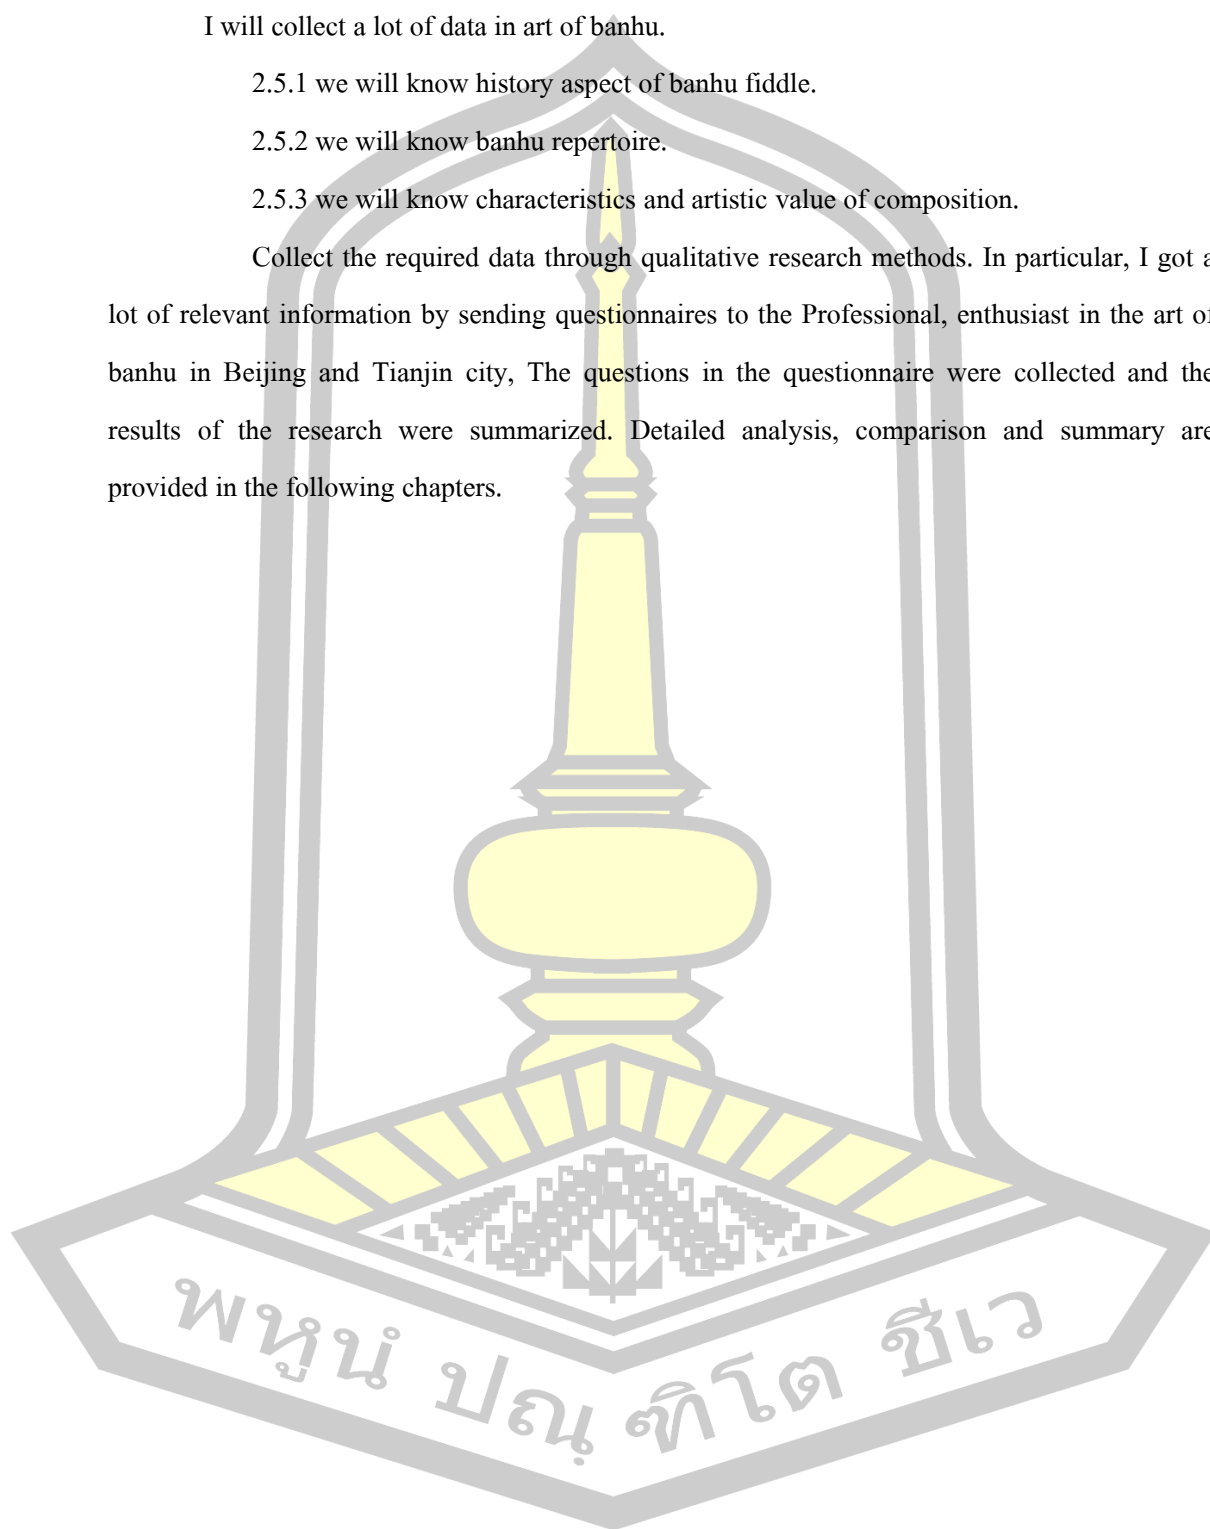 I will collect a lot of data in art of banhu.
2.5.1 we will know history aspect of banhu fiddle.
2.5.2 we will know banhu repertoire.
2.5.3 we will know characteristics and artistic value of composition.
Collect the required data through qualitative research methods. In particular, I got a
lot of relevant information by sending questionnaires to the Professional, enthusiast in the art of
banhu in Beijing and Tianjin city, The questions in the questionnaire were collected and the
results of the research were summarized. Detailed analysis, comparison and summary are
provided in the following chapters.
พหูนํ ปณฺฑิโต ชีเว